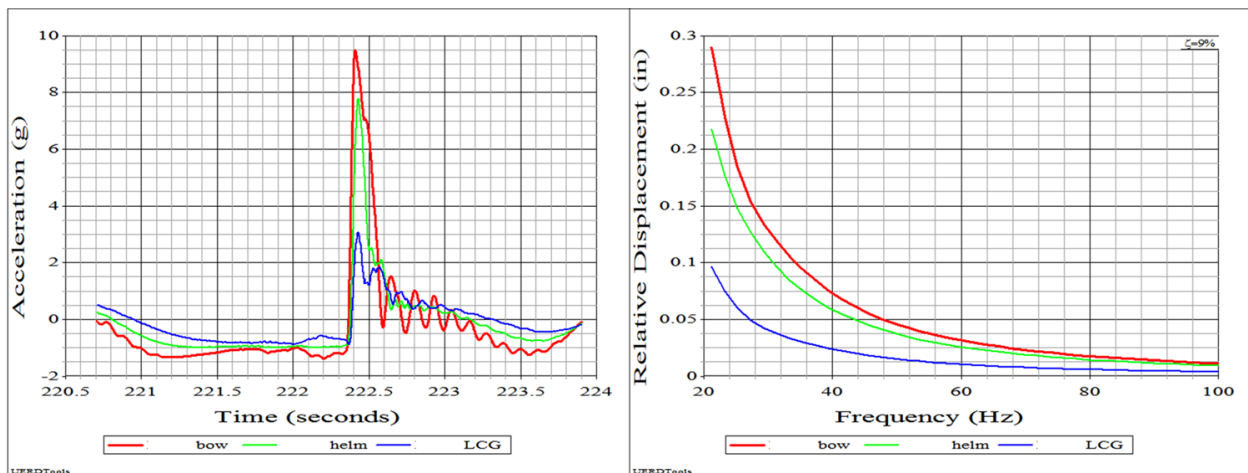 10
8
6
4
2
0
−2
Acceleration (g)
220.5 221 221.5 222 222.5 223 223.5 224
Time (seconds)
bow helm LCG
UERDTools
0.3
0.25
0.2
0.15
0.1
0.05
0
Relative Displacement (in)
ζ=9%
20 40 60 80 100
Frequency (Hz)
bow helm LCG
UERDTools